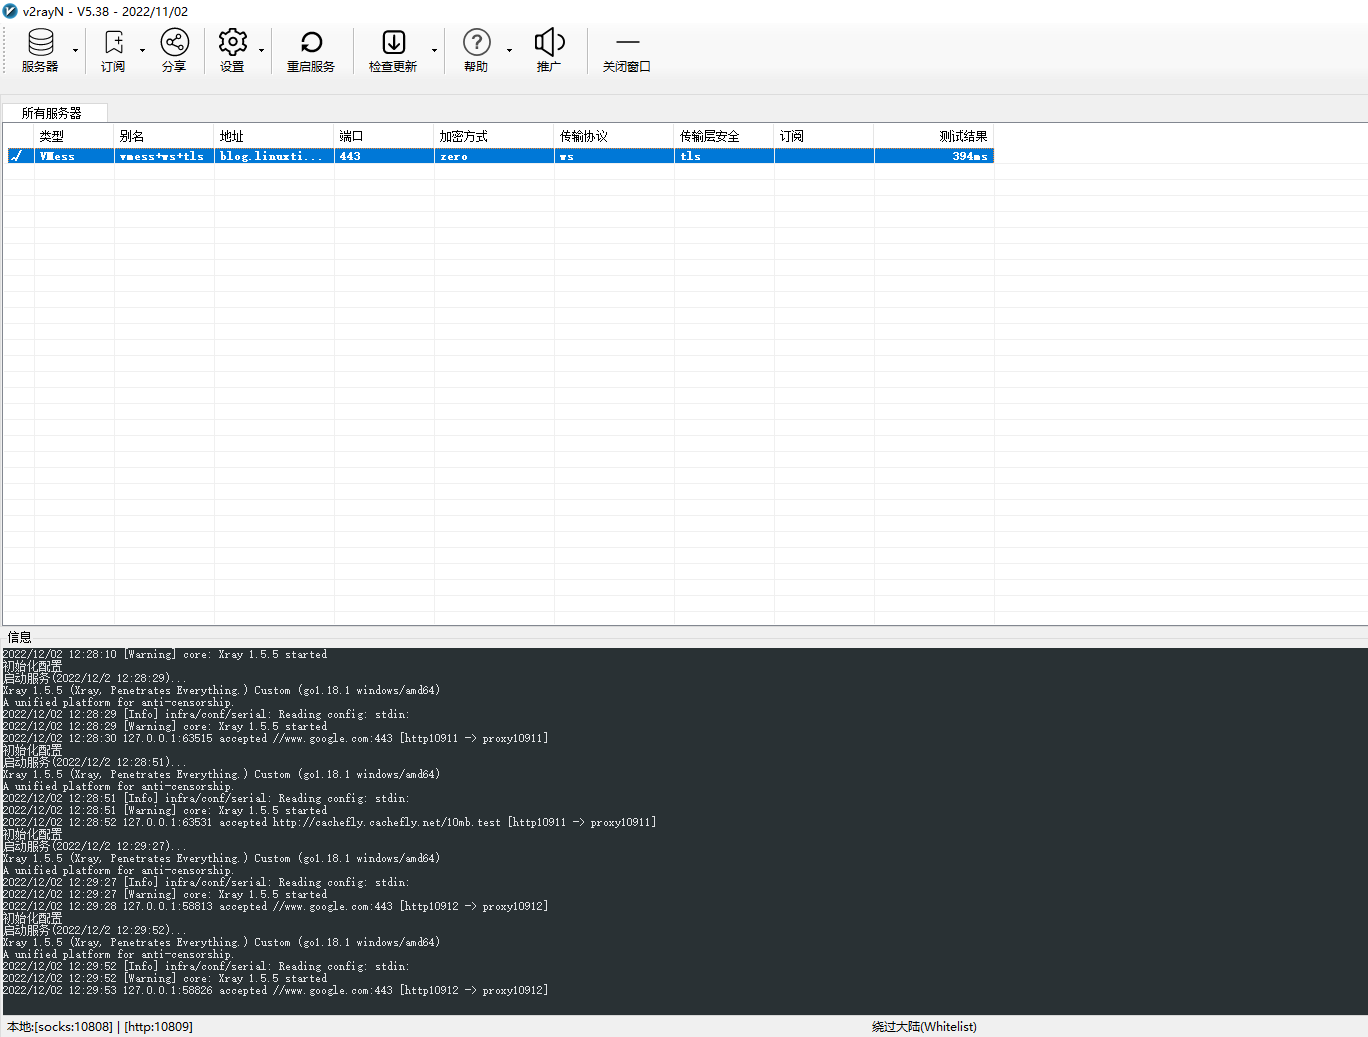 v2rayN - V5.38 - 2022/11/02
服务器 订阅 分享 设置 重启服务 检查更新 帮助 推广 关闭窗口
所有服务器
类型 别名 地址 端口 加密方式 传输协议 传输层安全 订阅 测试结果
VMess vmess+ws+tls blog.linuxti... 443 zero ws tls 394ms
信息
2022/12/02 12:28:10 [Warning] core: Xray 1.5.5 started
初始化配置
启动服务(2022/12/2 12:28:29)...
Xray 1.5.5 (Xray, Penetrates Everything.) Custom (go1.18.1 windows/amd64)
A unified platform for anti-censorship.
2022/12/02 12:28:29 [Info] infra/conf/serial: Reading config: stdin:
2022/12/02 12:28:29 [Warning] core: Xray 1.5.5 started
2022/12/02 12:28:30 127.0.0.1:63515 accepted //www.google.com:443 [http10911 -> proxy10911]
初始化配置
启动服务(2022/12/2 12:28:51)...
Xray 1.5.5 (Xray, Penetrates Everything.) Custom (go1.18.1 windows/amd64)
A unified platform for anti-censorship.
2022/12/02 12:28:51 [Info] infra/conf/serial: Reading config: stdin:
2022/12/02 12:28:51 [Warning] core: Xray 1.5.5 started
2022/12/02 12:28:52 127.0.0.1:63531 accepted http://cachefly.cachefly.net/10mb.test [http10911 -> proxy10911]
初始化配置
启动服务(2022/12/2 12:29:27)...
Xray 1.5.5 (Xray, Penetrates Everything.) Custom (go1.18.1 windows/amd64)
A unified platform for anti-censorship.
2022/12/02 12:29:27 [Info] infra/conf/serial: Reading config: stdin:
2022/12/02 12:29:27 [Warning] core: Xray 1.5.5 started
2022/12/02 12:29:28 127.0.0.1:58813 accepted //www.google.com:443 [http10912 -> proxy10912]
初始化配置
启动服务(2022/12/2 12:29:52)...
Xray 1.5.5 (Xray, Penetrates Everything.) Custom (go1.18.1 windows/amd64)
A unified platform for anti-censorship.
2022/12/02 12:29:52 [Info] infra/conf/serial: Reading config: stdin:
2022/12/02 12:29:52 [Warning] core: Xray 1.5.5 started
2022/12/02 12:29:53 127.0.0.1:58826 accepted //www.google.com:443 [http10912 -> proxy10912]
本地:[socks:10808] | [http:10809] 绕过大陆(Whitelist)